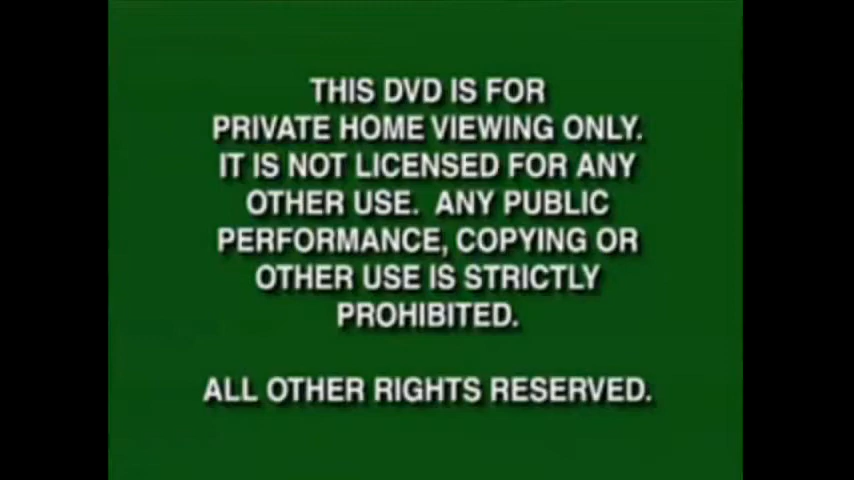 THIS DVD IS FOR
PRIVATE HOME VIEWING ONLY.
IT IS NOT LICENSED FOR ANY
OTHER USE.  ANY PUBLIC
PERFORMANCE, COPYING OR
OTHER USE IS STRICTLY
PROHIBITED.
ALL OTHER RIGHTS RESERVED.